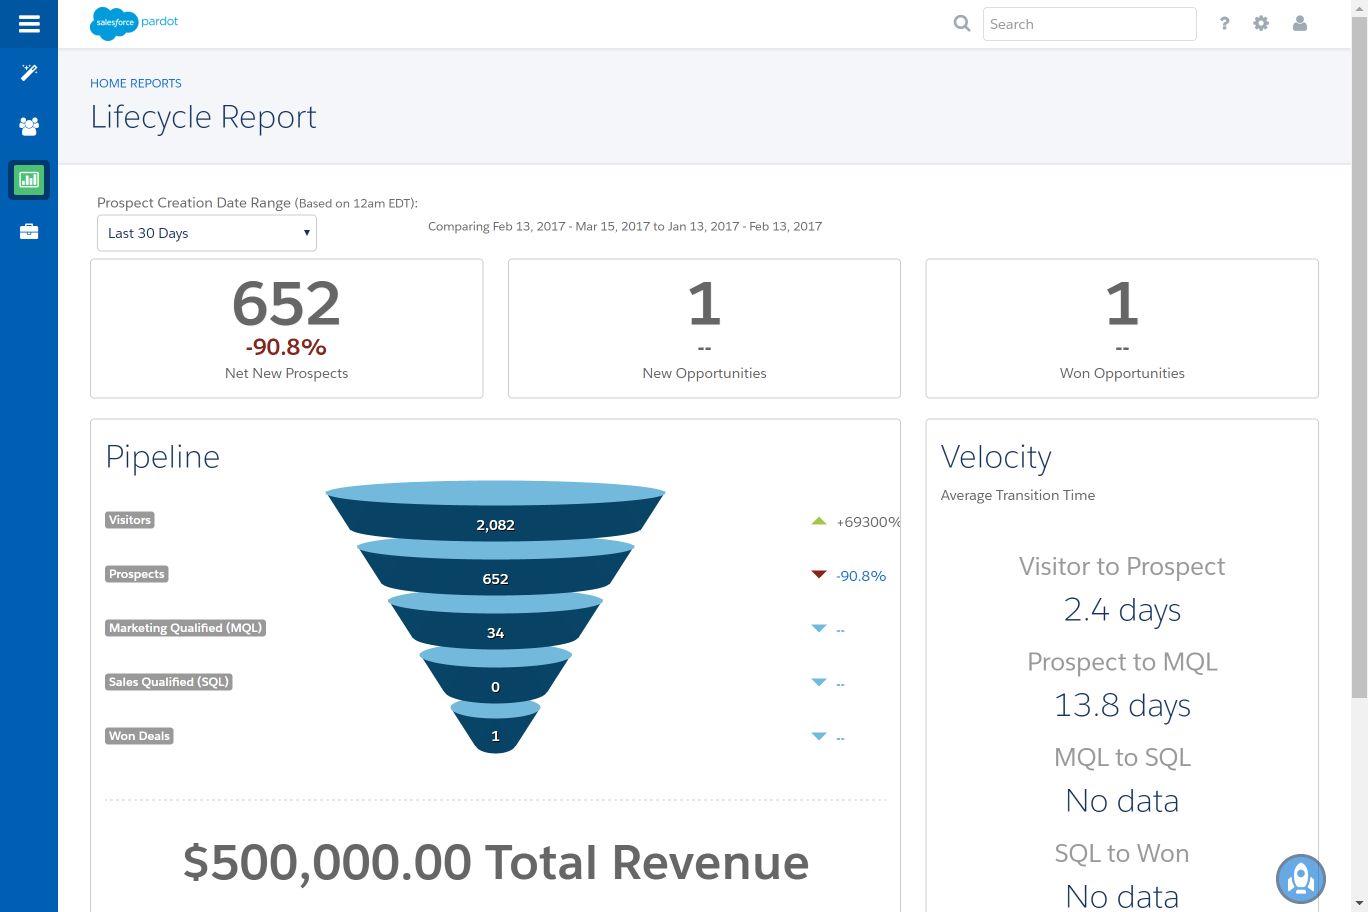 salesforce pardot
Search
?
HOME REPORTS
Lifecycle Report
Prospect Creation Date Range (Based on 12am EDT):
Last 30 Days
Comparing Feb 13, 2017 - Mar 15, 2017 to Jan 13, 2017 - Feb 13, 2017
652
-90.8%
Net New Prospects
1
--
New Opportunities
1
--
Won Opportunities
Pipeline
Visitors
2,082
+69300%
Prospects
652
-90.8%
Marketing Qualified (MQL)
34
--
Sales Qualified (SQL)
0
--
Won Deals
1
--
$500,000.00 Total Revenue
Velocity
Average Transition Time
Visitor to Prospect
2.4 days
Prospect to MQL
13.8 days
MQL to SQL
No data
SQL to Won
No data